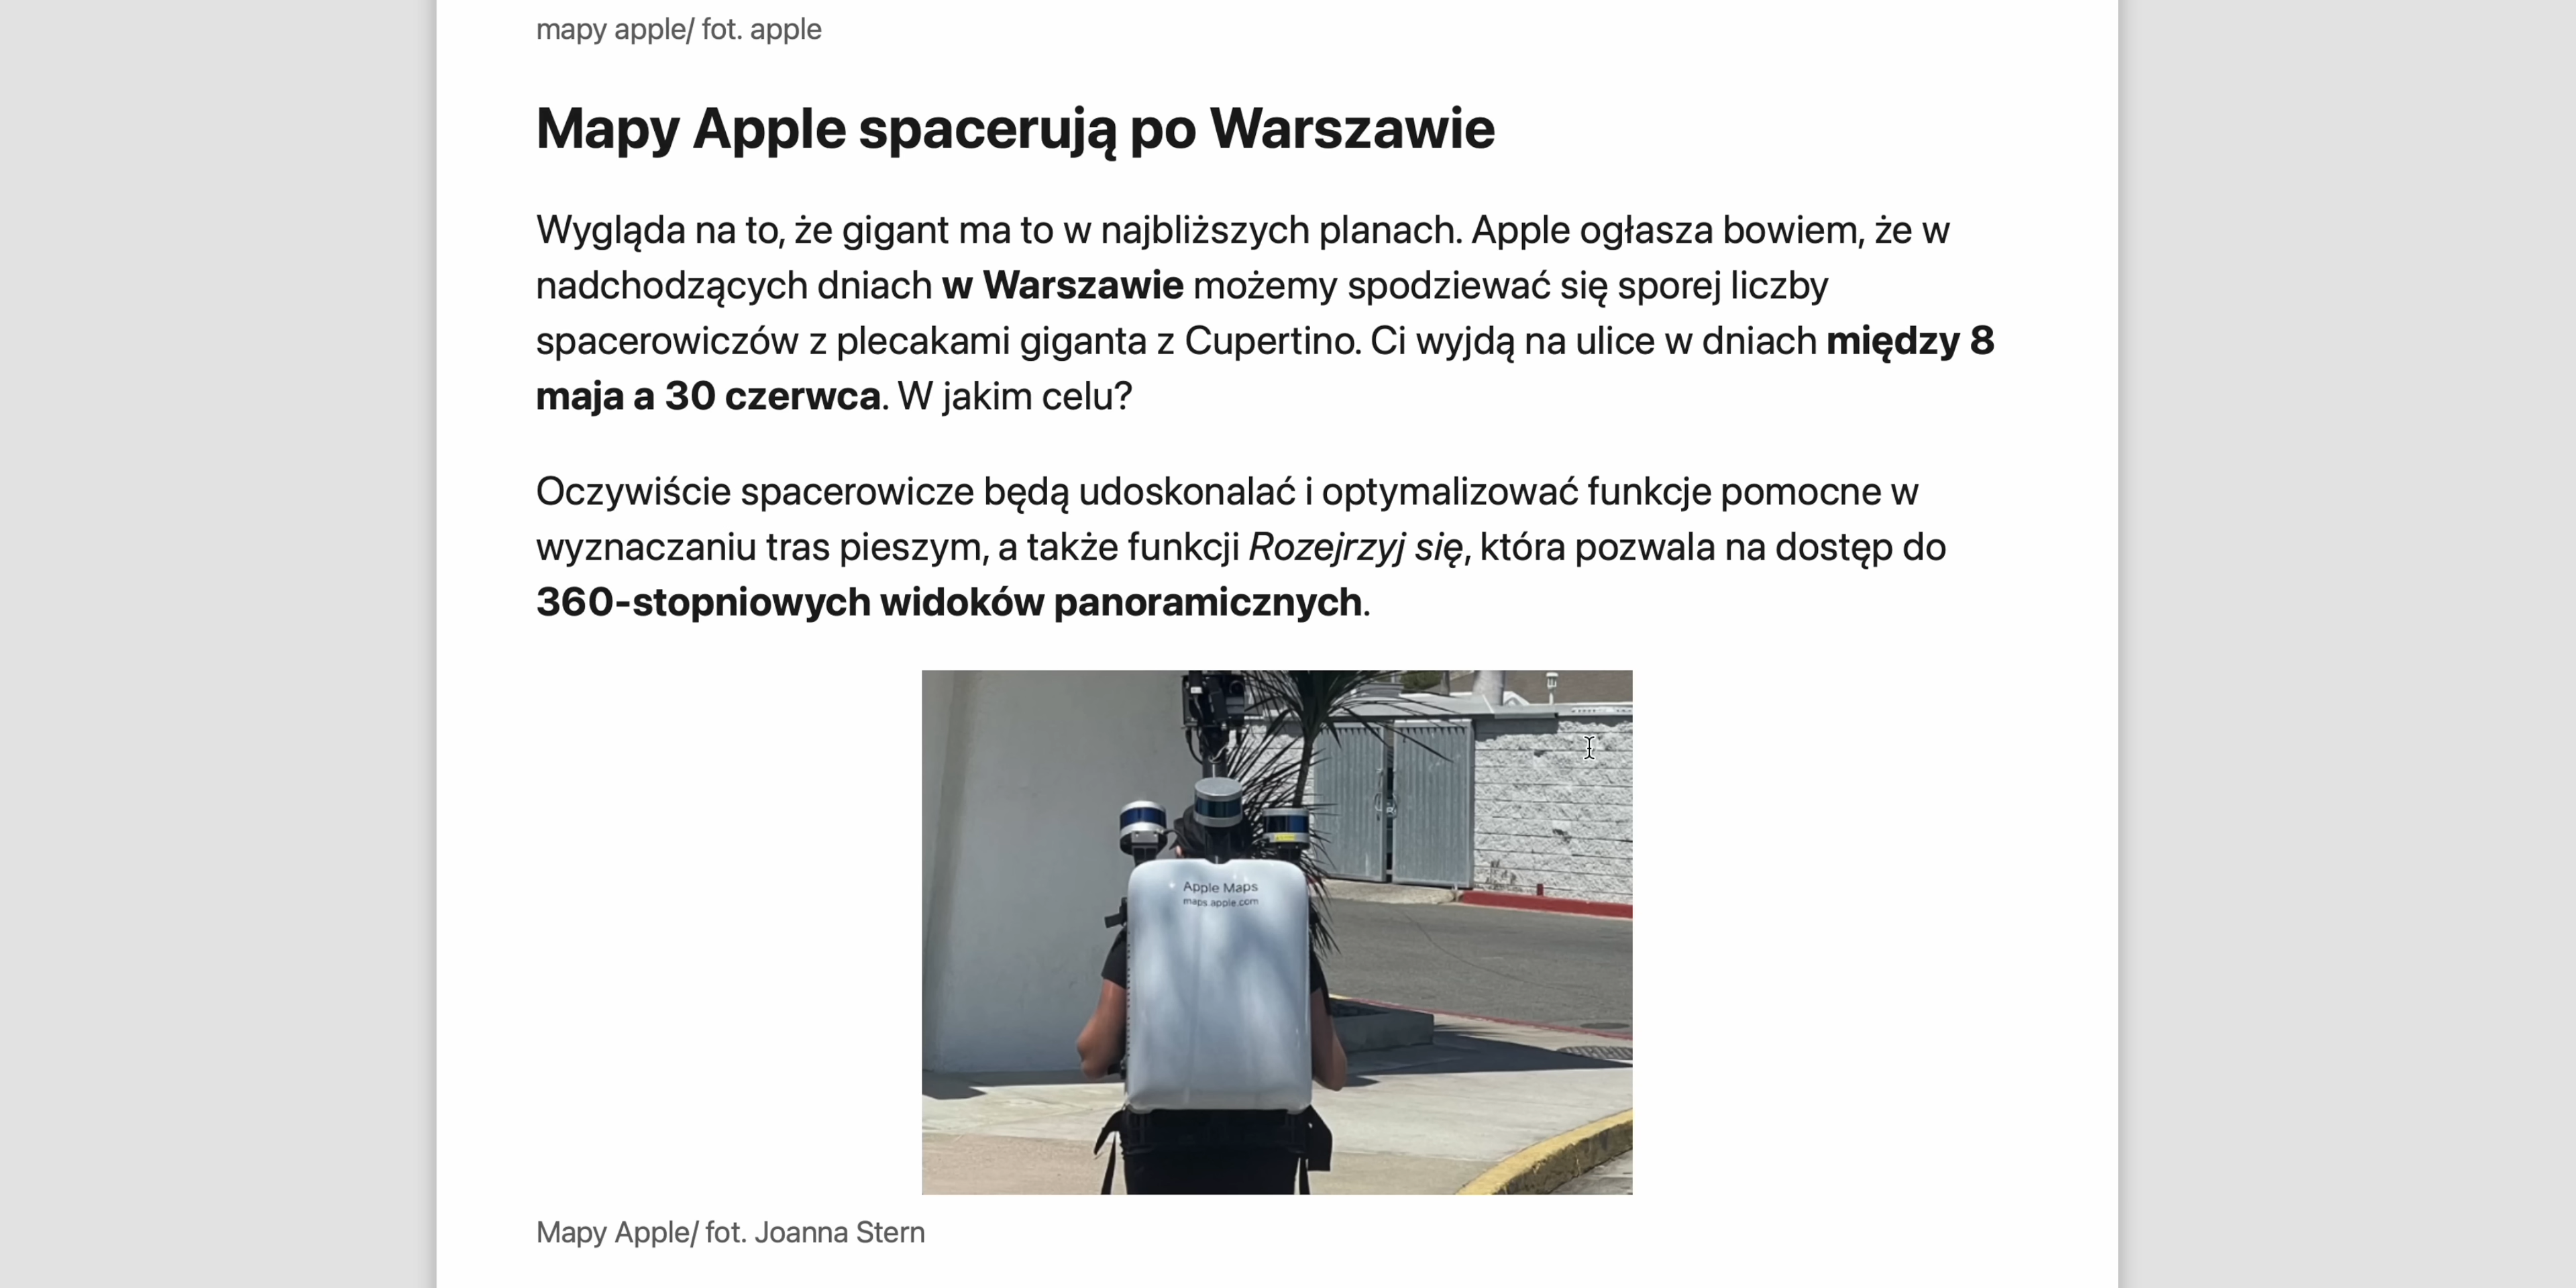 mapy apple/ fot. apple
Mapy Apple spacerują po Warszawie
Wygląda na to, że gigant ma to w najbliższych planach. Apple ogłasza bowiem, że w
nadchodzących dniach w Warszawie możemy spodziewać się sporej liczby
spacerowiczów z plecakami giganta z Cupertino. Ci wyjdą na ulice w dniach między 8
maja a 30 czerwca. W jakim celu?
Oczywiście spacerowicze będą udoskonalać i optymalizować funkcje pomocne w
wyznaczaniu tras pieszym, a także funkcji Rozejrzyj się, która pozwala na dostęp do
360-stopniowych widoków panoramicznych.
Apple Maps
maps.apple.com
Mapy Apple/ fot. Joanna Stern